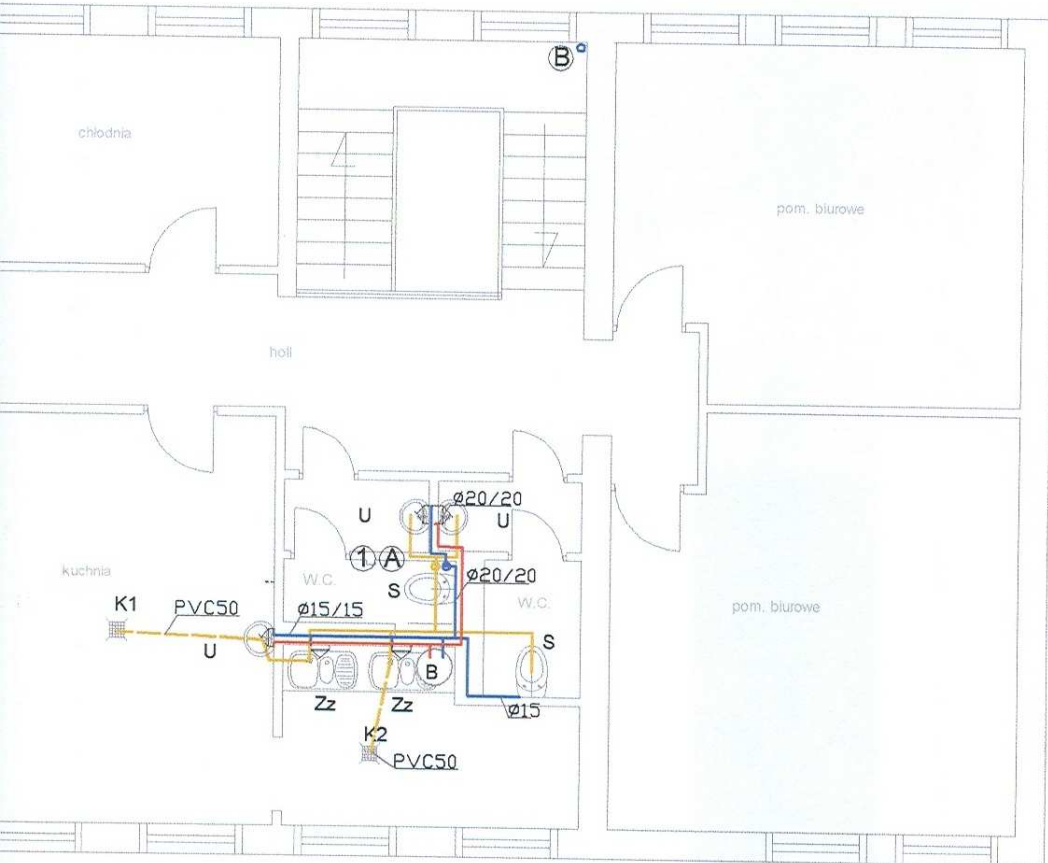 B
chłodnia
pom. biurowe
holl
Ø20/20
U
U
1 A
Ø20/20
kuchnia
W.C.
S
W.C.
K1
PVC50
Ø15/15
U
S
B
Zz
Zz
Ø15
K2
PVC50
pom. biurowe